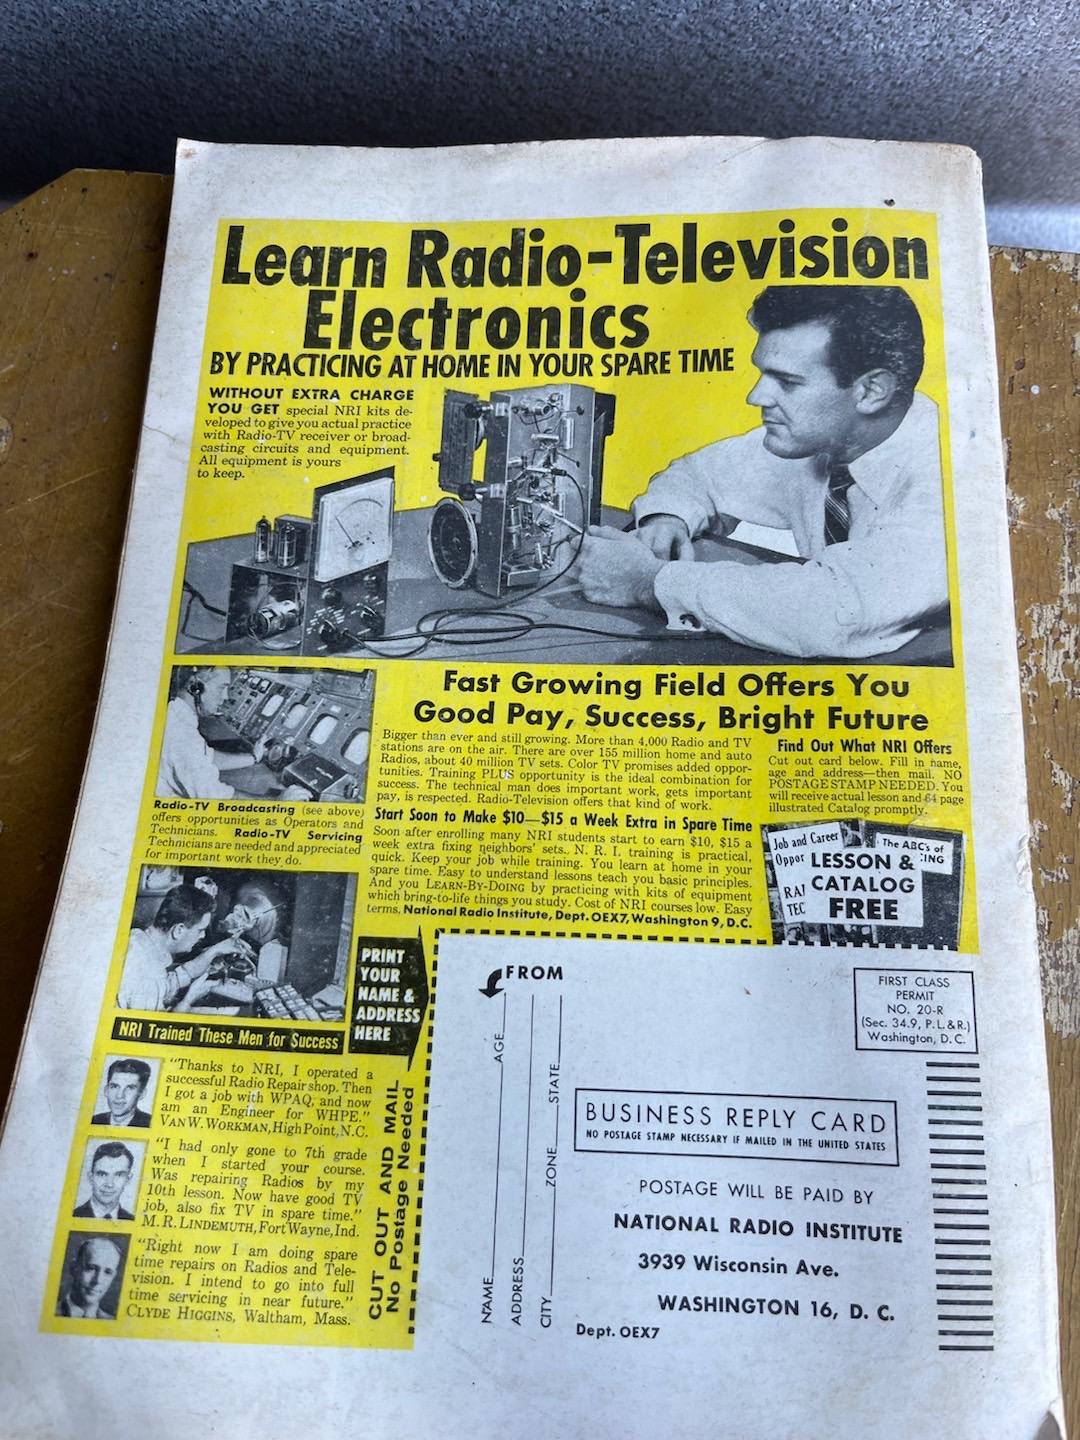 Learn Radio-Television
Electronics
BY PRACTICING AT HOME IN YOUR SPARE TIME
WITHOUT EXTRA CHARGE
YOU GET special NRI kits de-
veloped to give you actual practice
with Radio-TV receiver or broad-
casting circuits and equipment.
All equipment is yours
to keep.
Fast Growing Field Offers You
Good Pay, Success, Bright Future
Bigger than ever and still growing. More than 4,000 Radio and TV
stations are on the air. There are over 155 million home and auto
Radios, about 40 million TV sets. Color TV promises added oppor-
tunities. Training PLUS opportunity is the ideal combination for
success. The technical man does important work, gets important
pay, is respected. Radio-Television offers that kind of work.
Start Soon to Make $10—$15 a Week Extra in Spare Time
Soon after enrolling many NRI students start to earn $10, $15 a
week extra fixing neighbors' sets. N. R. I. training is practical,
quick. Keep your job while training. You learn at home in your
spare time. Easy to understand lessons teach you basic principles.
And you LEARN-BY-DOING by practicing with kits of equipment
which bring-to-life things you study. Cost of NRI courses low. Easy
terms. National Radio Institute, Dept. OEX7, Washington 9, D.C.
Find Out What NRI Offers
Cut out card below. Fill in name,
age and address—then mail. NO
POSTAGE STAMP NEEDED. You
will receive actual lesson and 64 page
illustrated Catalog promptly.
Job and Career
Oppor
RA
TEC
The ABC's of
ING
LESSON &
CATALOG
FREE
Radio-TV Broadcasting (see above)
offers opportunities as Operators and
Technicians. Radio-TV Servicing
Technicians are needed and appreciated
for important work they do.
NRI Trained These Men for Success
"Thanks to NRI, I operated a
successful Radio Repair shop. Then
I got a job with WPAQ, and now
am an Engineer for WHPE."
VAN W. WORKMAN, High Point, N.C.
"I had only gone to 7th grade
when I started your course.
Was repairing Radios by my
10th lesson. Now have good TV
job, also fix TV in spare time."
M. R. LINDEMUTH, Fort Wayne, Ind.
"Right now I am doing spare
time repairs on Radios and Tele-
vision. I intend to go into full
time servicing in near future."
CLYDE HIGGINS, Waltham, Mass.
PRINT
YOUR
NAME &
ADDRESS
HERE
CUT OUT AND MAIL
No Postage Needed
FROM
NAME AGE
ADDRESS
CITY ZONE STATE
FIRST CLASS
PERMIT
NO. 20-R
(Sec. 34.9, P.L.&R.)
Washington, D. C.
BUSINESS REPLY CARD
NO POSTAGE STAMP NECESSARY IF MAILED IN THE UNITED STATES
POSTAGE WILL BE PAID BY
NATIONAL RADIO INSTITUTE
3939 Wisconsin Ave.
WASHINGTON 16, D. C.
Dept. OEX7